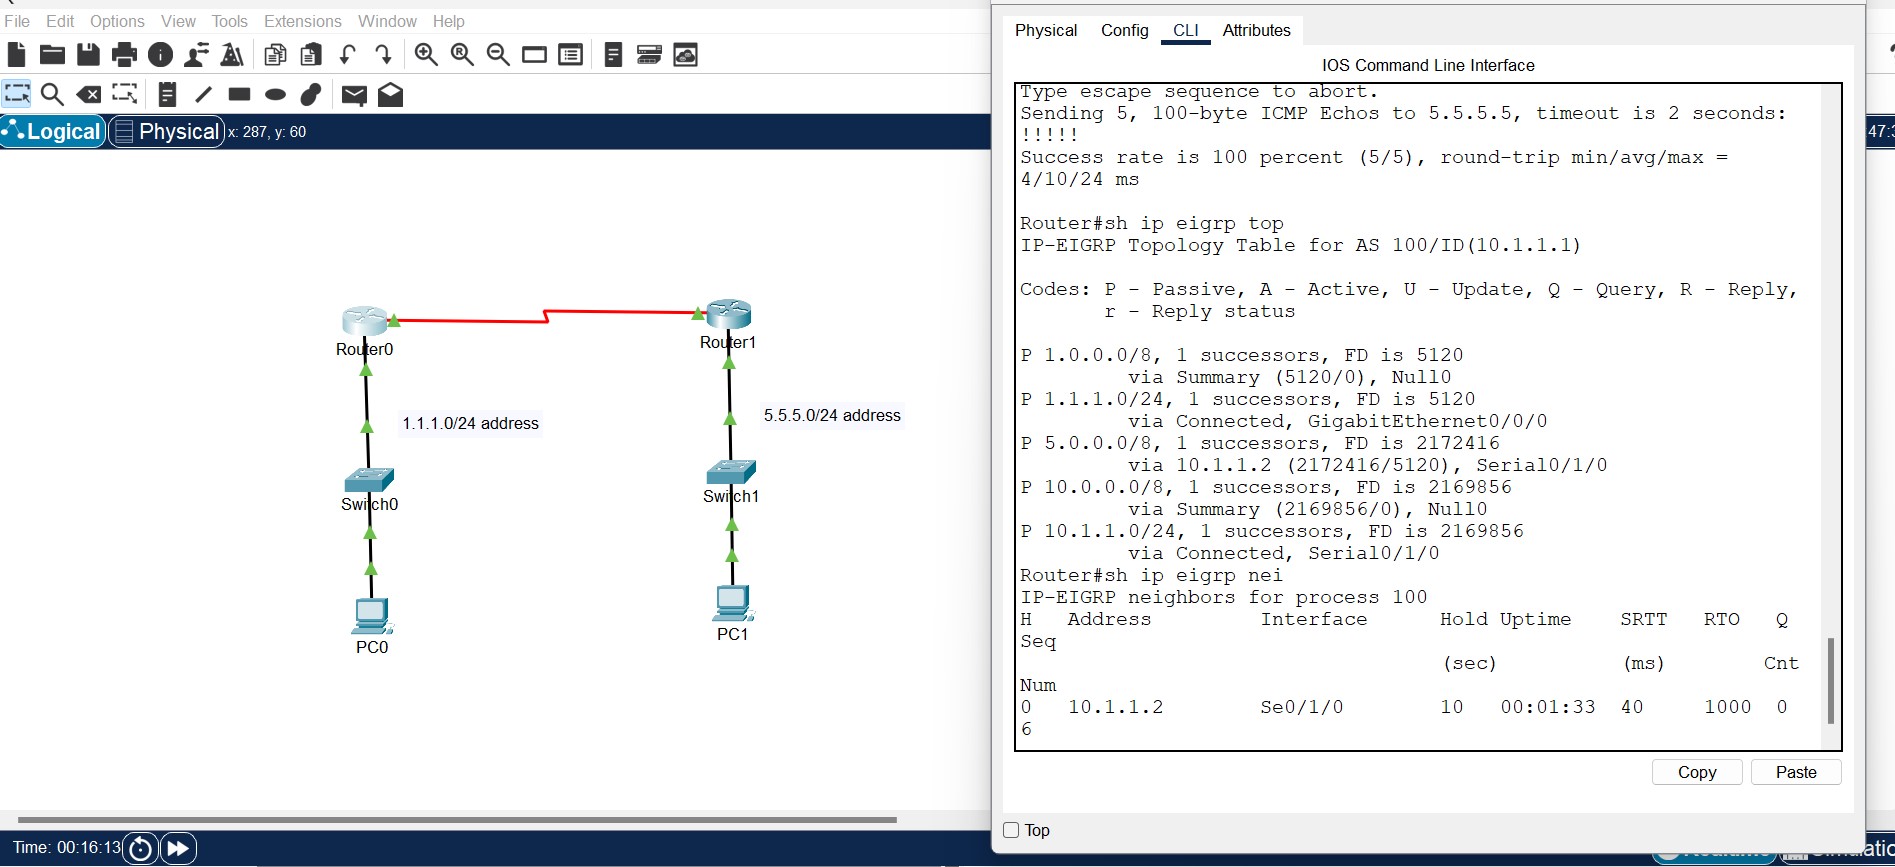 File Edit Options View Tools Extensions Window Help
Logical Physical x: 287, y: 60
Router0
Router1
1.1.1.0/24 address
5.5.5.0/24 address
Switch0
Switch1
PC0
PC1
Time: 00:16:13
Physical Config CLI Attributes
IOS Command Line Interface
Type escape sequence to abort.
Sending 5, 100-byte ICMP Echos to 5.5.5.5, timeout is 2 seconds:
!!!!!
Success rate is 100 percent (5/5), round-trip min/avg/max =
4/10/24 ms
Router#sh ip eigrp top
IP-EIGRP Topology Table for AS 100/ID(10.1.1.1)
Codes: P - Passive, A - Active, U - Update, Q - Query, R - Reply,
r - Reply status
P 1.0.0.0/8, 1 successors, FD is 5120
via Summary (5120/0), Null0
P 1.1.1.0/24, 1 successors, FD is 5120
via Connected, GigabitEthernet0/0/0
P 5.0.0.0/8, 1 successors, FD is 2172416
via 10.1.1.2 (2172416/5120), Serial0/1/0
P 10.0.0.0/8, 1 successors, FD is 2169856
via Summary (2169856/0), Null0
P 10.1.1.0/24, 1 successors, FD is 2169856
via Connected, Serial0/1/0
Router#sh ip eigrp nei
IP-EIGRP neighbors for process 100
H Address Interface Hold Uptime SRTT RTO Q
Seq
(sec) (ms) Cnt
Num
0 10.1.1.2 Se0/1/0 10 00:01:33 40 1000 0
6
Copy Paste
Top
47: